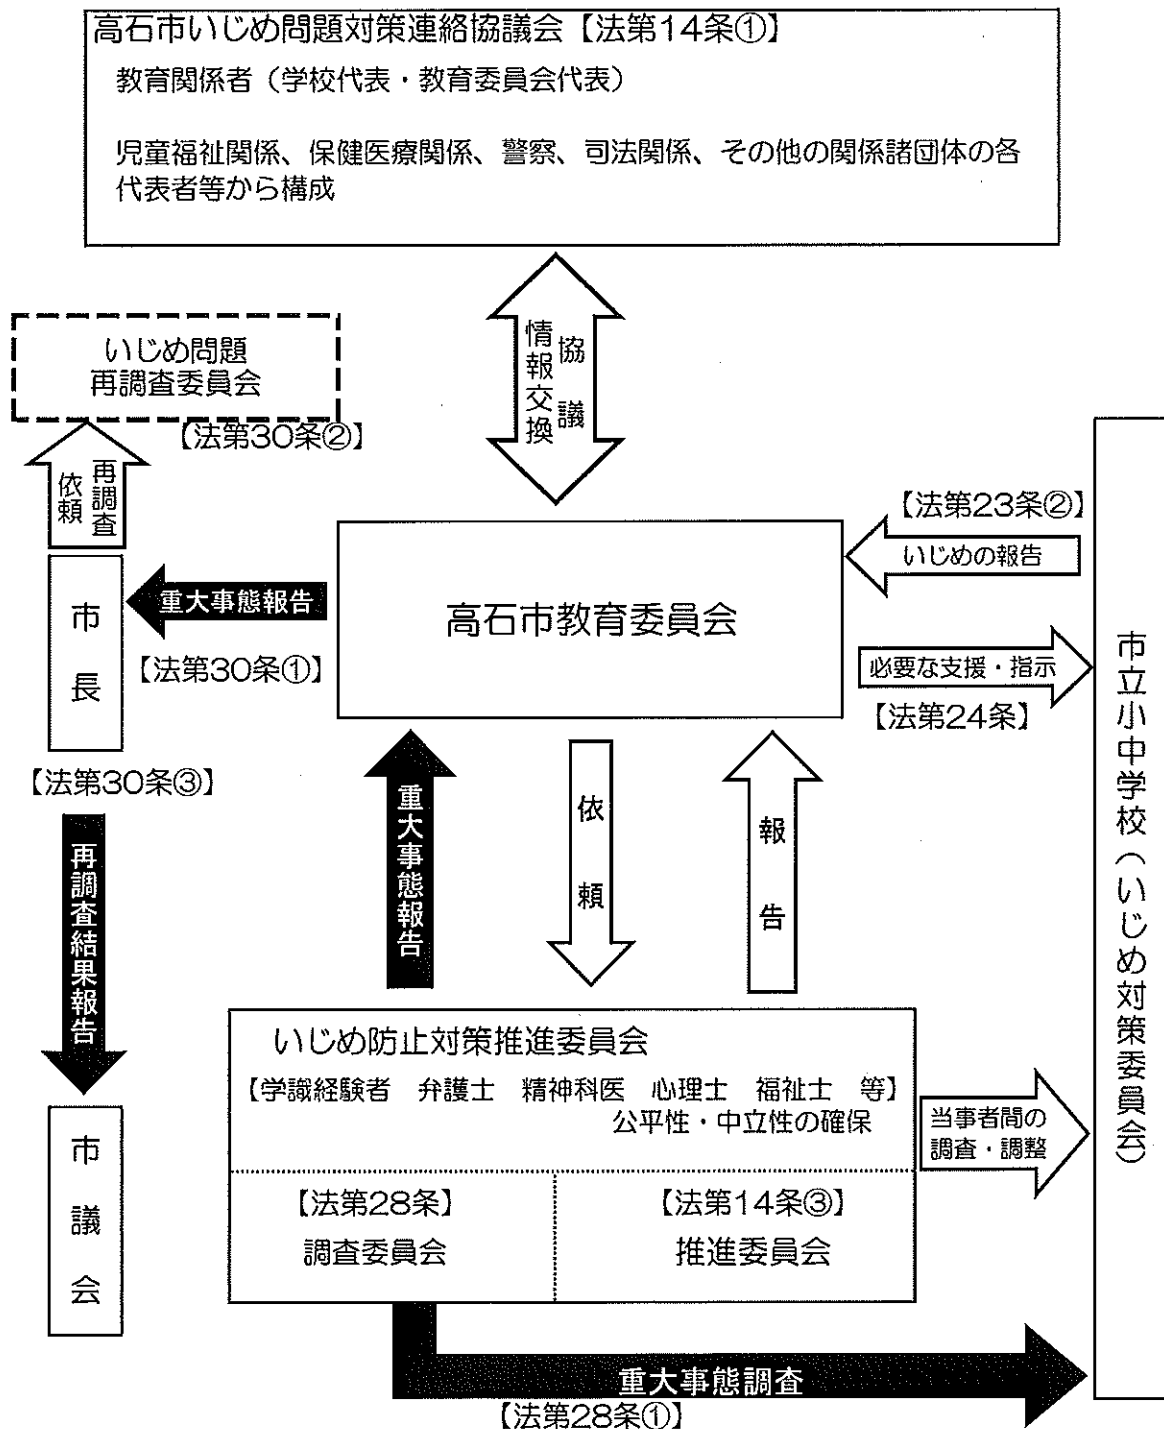 高石市いじめ問題対策連絡協議会【法第14条①】
教育関係者（学校代表・教育委員会代表）
児童福祉関係、保健医療関係、警察、司法関係、その他の関係諸団体の各
代表者等から構成
協議
情報交換
いじめ問題
再調査委員会
【法第30条②】
再調査
依頼
市長
重大事態報告
【法第30条①】
高石市教育委員会
【法第23条②】
いじめの報告
必要な支援・指示
【法第24条】
市立小中学校（いじめ対策委員会）
【法第30条③】
再調査結果報告
市議会
重大事態報告
依頼
報告
いじめ防止対策推進委員会
【学識経験者　弁護士　精神科医　心理士　福祉士　等】
公平性・中立性の確保
【法第28条】
調査委員会
【法第14条③】
推進委員会
当事者間の
調査・調整
重大事態調査
【法第28条①】